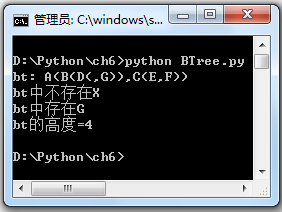 管理员: C:\windows\s...
D:\Python\ch6>python BTree.py
bt: A(B(D(,G)),C(E,F))
bt中不存在X
bt中存在G
bt的高度=4
D:\Python\ch6>